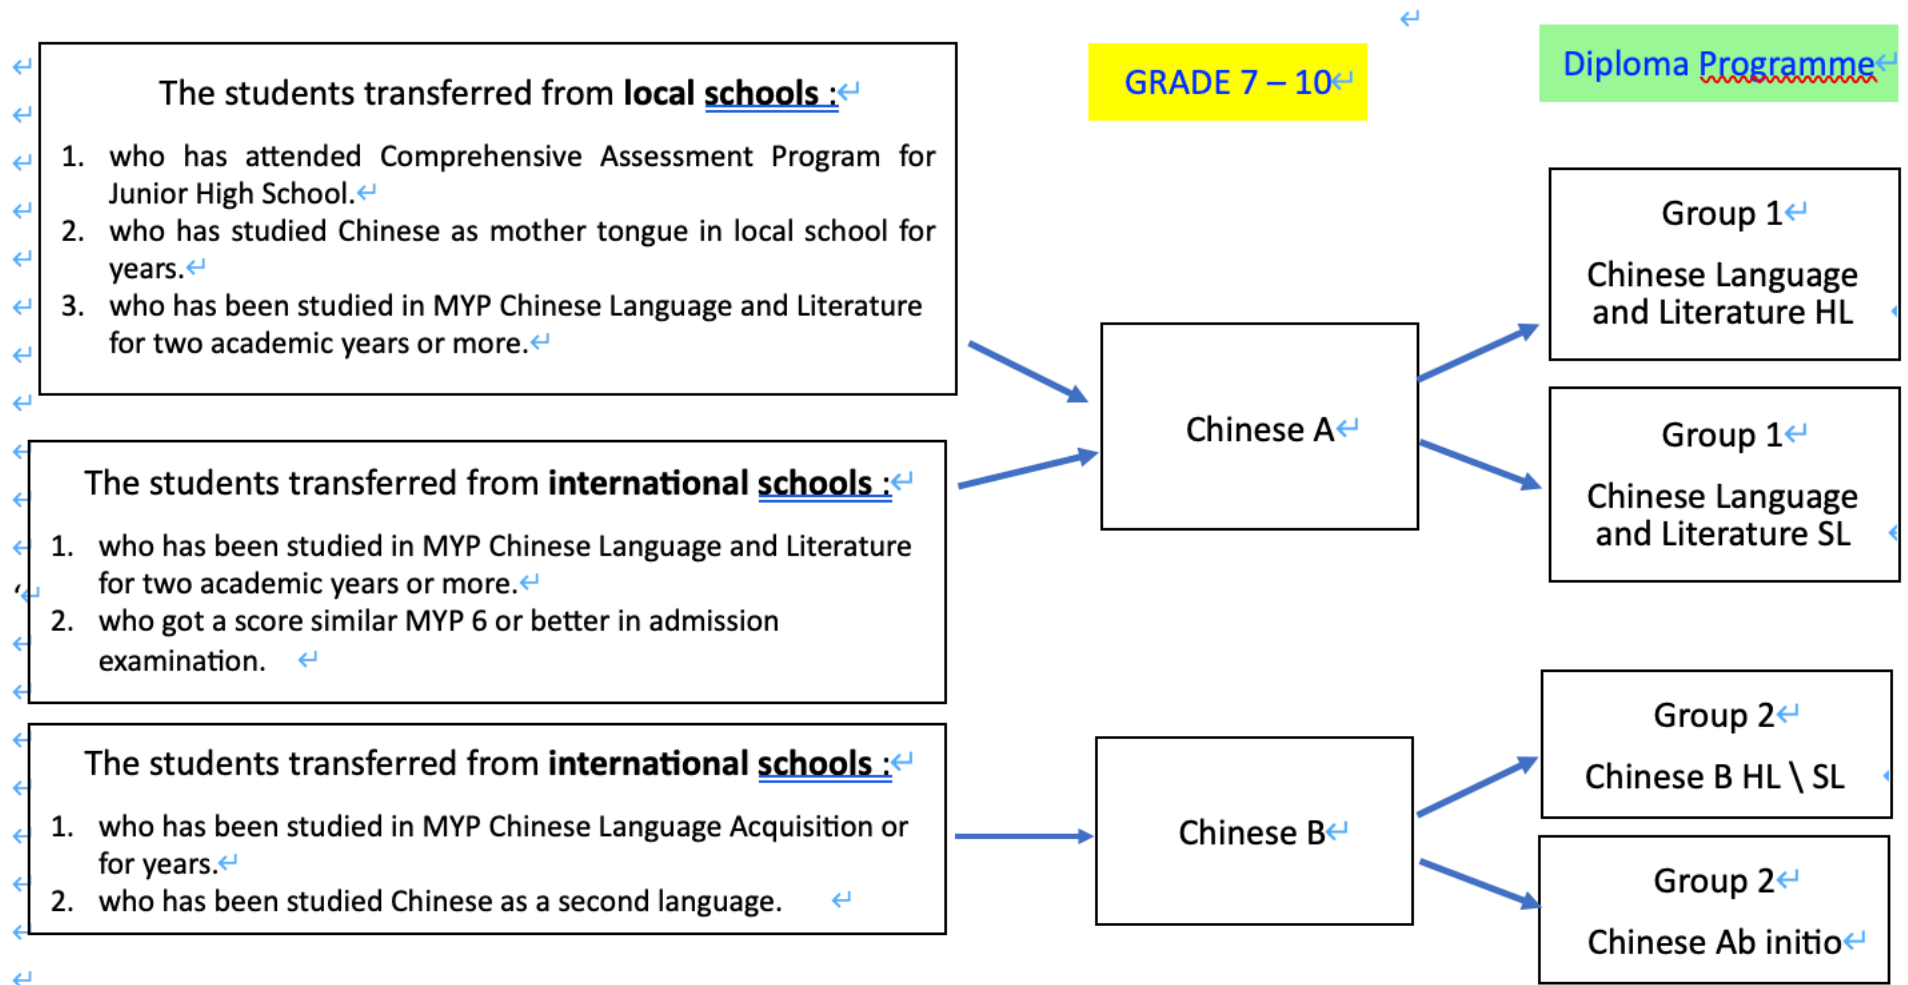 The students transferred from local schools :
1. who has attended Comprehensive Assessment Program for
Junior High School.
2. who has studied Chinese as mother tongue in local school for
years.
3. who has been studied in MYP Chinese Language and Literature
for two academic years or more.
The students transferred from international schools :
1. who has been studied in MYP Chinese Language and Literature
for two academic years or more.
2. who got a score similar MYP 6 or better in admission
examination.
The students transferred from international schools :
1. who has been studied in MYP Chinese Language Acquisition or
for years.
2. who has been studied Chinese as a second language.
GRADE 7 – 10
Chinese A
Chinese B
Diploma Programme
Group 1
Chinese Language
and Literature HL
Group 1
Chinese Language
and Literature SL
Group 2
Chinese B HL \ SL
Group 2
Chinese Ab initio